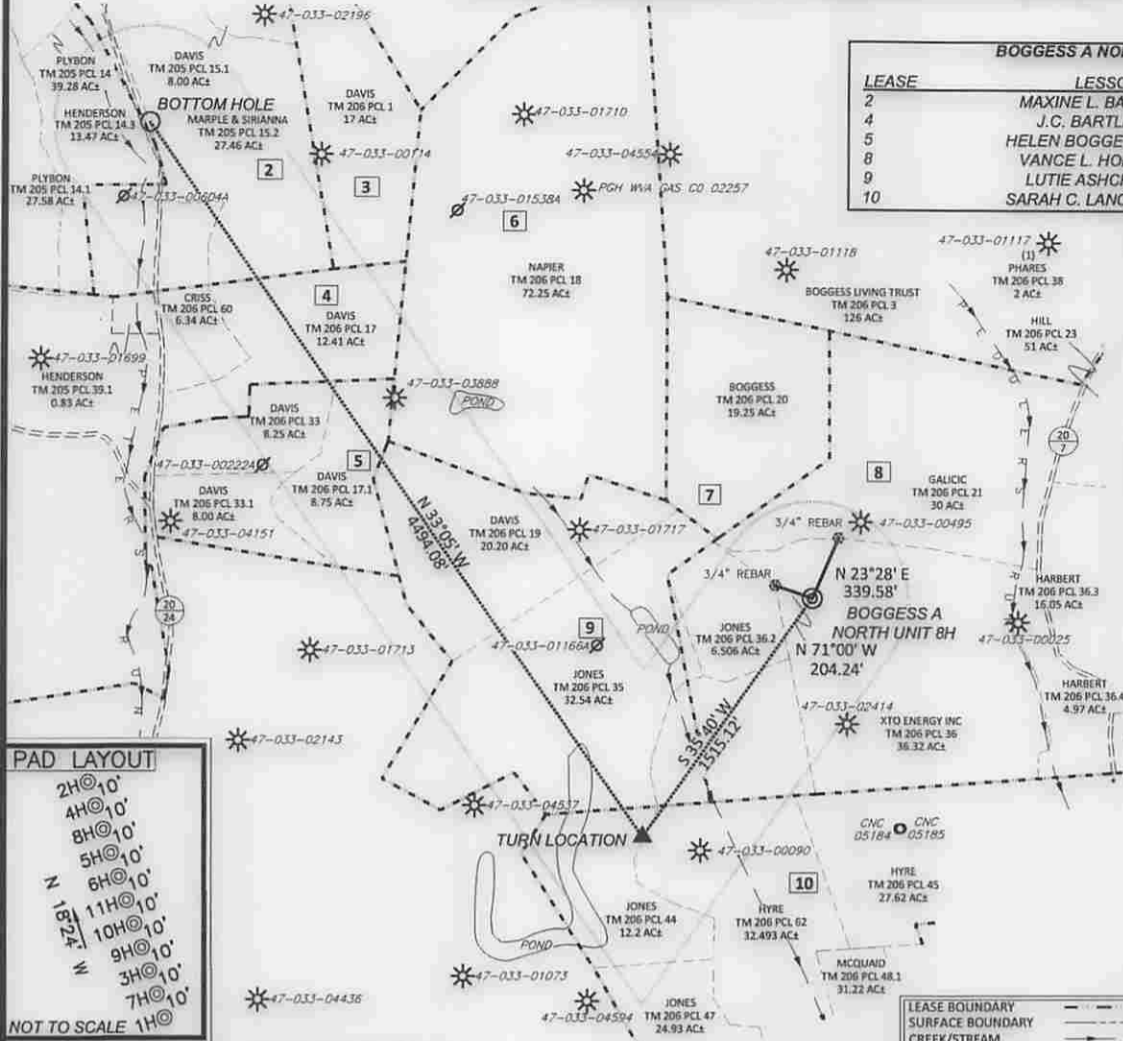 47-033-02196
PLYBON
TM 205 PCL 14
39.28 AC±
DAVIS
TM 205 PCL 15.1
8.00 AC±
HENDERSON
TM 205 PCL 14.3
13.47 AC±
BOTTOM HOLE
MARPLE & SIRIANNA
TM 205 PCL 15.2
27.46 AC±
2
DAVIS
TM 206 PCL 1
17 AC±
47-033-00114
3
47-033-01710
47-033-04554
PGH WVA GAS CO 02257
47-033-01538A
6
BOGGESS A
LEASE
2 MAXINE L.
4 J.C.
5 HELEN
8 VANCE L.
9 LUTIE
10 SARAH C.
PLYBON
TM 205 PCL 14.1
27.58 AC±
47-033-00604A
NAPIER
TM 206 PCL 18
72.25 AC±
47-033-01118
BOGGESS LIVING TRUST
TM 206 PCL 3
126 AC±
47-033-01117
(1)
PHARES
TM 206 PCL 38
2 AC±
HILL
TM 206 PCL 23
51 AC±
CRISS
TM 206 PCL 60
6.34 AC±
4
DAVIS
TM 206 PCL 17
12.41 AC±
47-033-01699
HENDERSON
TM 205 PCL 39.1
0.83 AC±
47-033-03888
POND
DAVIS
TM 206 PCL 33
8.25 AC±
BOGGESS
TM 206 PCL 20
19.25 AC±
20
7
47-033-00222A
5
DAVIS
TM 206 PCL 17.1
8.75 AC±
DAVIS
TM 206 PCL 33.1
8.00 AC±
47-033-04151
N 33°05' W
4494.08'
DAVIS
TM 206 PCL 19
20.20 AC±
47-033-01717
7
8
GALICIC
TM 206 PCL 21
30 AC±
3/4" REBAR
47-033-00495
3/4" REBAR
N 23°28' E
339.58'
BOGGESS A
NORTH UNIT 8H
N 71°00' W
204.24'
JONES
TM 206 PCL 36.2
6.506 AC±
HARBERT
TM 206 PCL 36.3
16.05 AC±
47-033-00025
HARBERT
TM 206 PCL 36.4
4.97 AC±
PETERS RUN
PETERS RUN
20
24
POND
9
47-033-01166A
47-033-01713
JONES
TM 206 PCL 35
32.54 AC±
47-033-02414
XTO ENERGY INC
TM 206 PCL 36
36.32 AC±
S 35°40' W
1515.12'
47-033-02143
47-033-04537
TURN LOCATION
47-033-00090
CNC
05184
CNC
05185
10
HYRE
TM 206 PCL 45
27.62 AC±
JONES
TM 206 PCL 44
12.2 AC±
HYRE
TM 206 PCL 62
32.493 AC±
POND
MCQUAID
TM 206 PCL 48.1
31.22 AC±
47-033-01073
47-033-04436
47-033-04594
JONES
TM 206 PCL 47
24.93 AC±
PAD LAYOUT
2H 10'
4H 10'
8H 10'
5H 10'
6H 10'
11H 10'
10H 10'
9H 10'
3H 10'
7H 10'
1H
N 18°24' W
NOT TO SCALE
LEASE BOUNDARY
SURFACE BOUNDARY
CREEK/STREAM